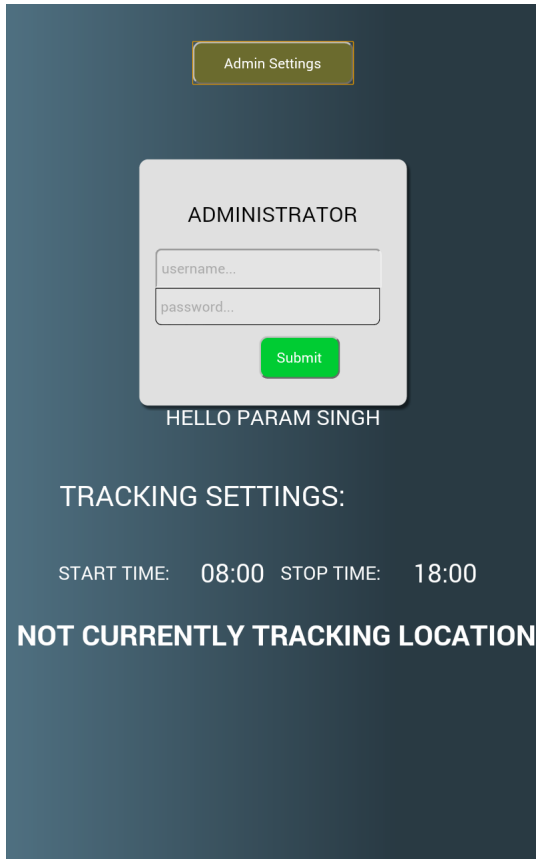 Admin Settings
ADMINISTRATOR
username...
password...
Submit
HELLO PARAM SINGH
TRACKING SETTINGS:
START TIME: 08:00 STOP TIME: 18:00
NOT CURRENTLY TRACKING LOCATION